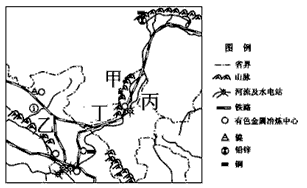 甲
丙
丁
乙
图 例
省界
山脉
河流及水电站
铁路
有色金属冶炼中心
镍
铅锌
铜